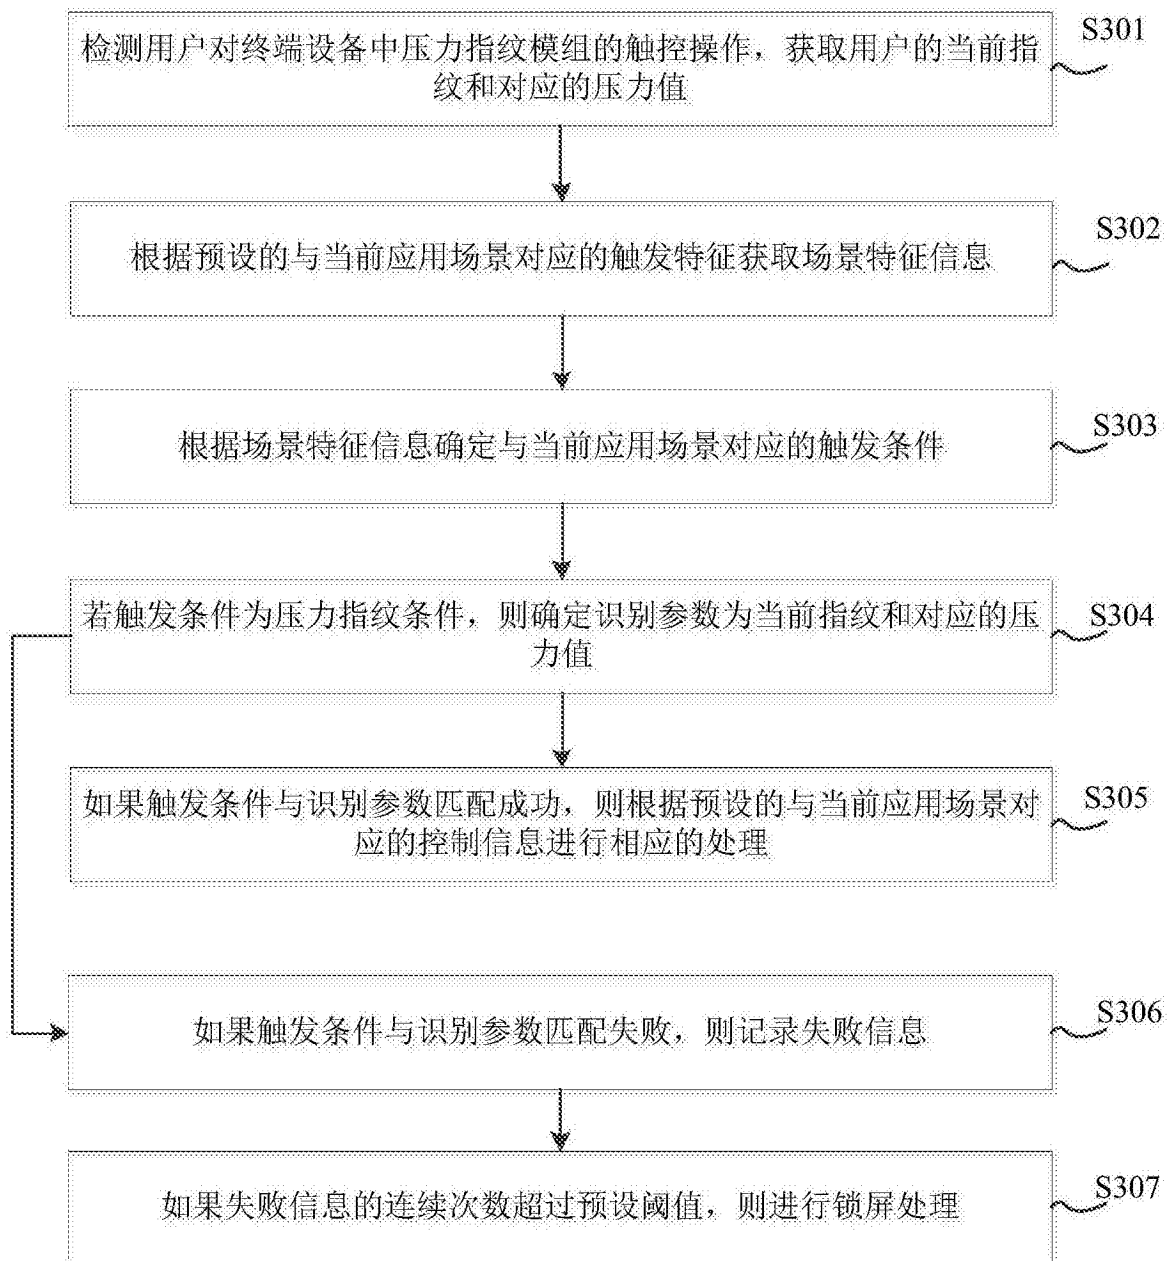 检测用户对终端设备中压力指纹模组的触控操作，获取用户的当前指
纹和对应的压力值
S301
根据预设的与当前应用场景对应的触发特征获取场景特征信息
S302
根据场景特征信息确定与当前应用场景对应的触发条件
S303
若触发条件为压力指纹条件，则确定识别参数为当前指纹和对应的压
力值
S304
如果触发条件与识别参数匹配成功，则根据预设的与当前应用场景对
应的控制信息进行相应的处理
S305
如果触发条件与识别参数匹配失败，则记录失败信息
S306
如果失败信息的连续次数超过预设阈值，则进行锁屏处理
S307